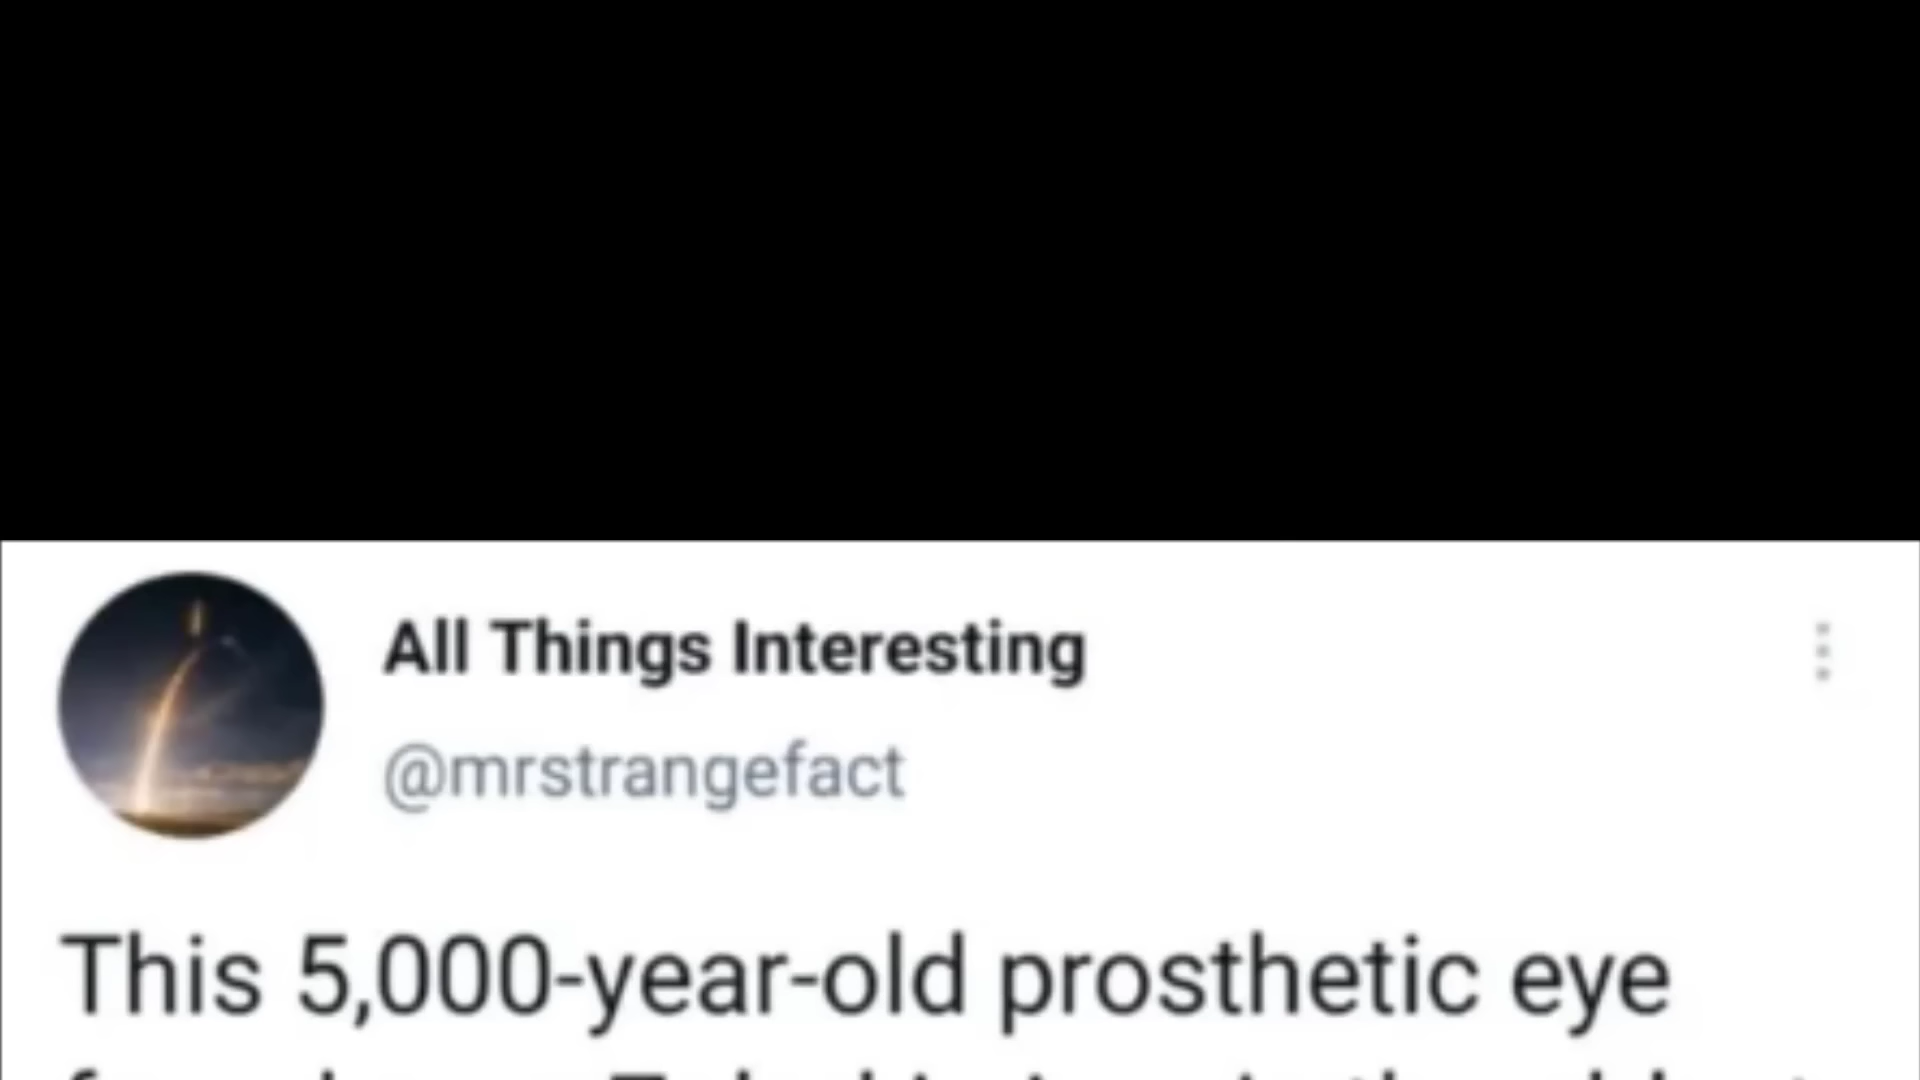 All Things Interesting
@mrstrangefact
This 5,000-year-old prosthetic eye